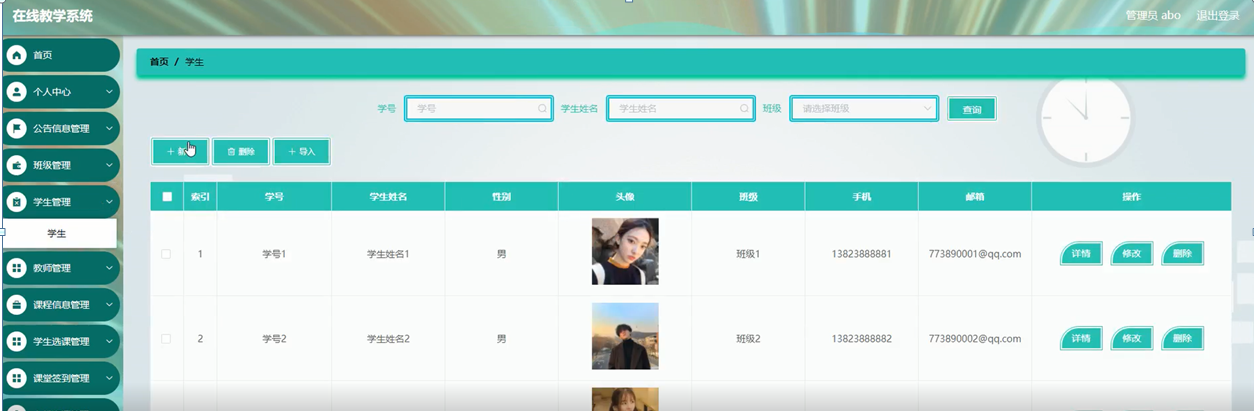 在线教学系统
管理员 abo 退出登录
首页
个人中心
公告信息管理
班级管理
学生管理
学生
教师管理
课程信息管理
学生选课管理
课堂签到管理
首页 / 学生
学号 学号 学生姓名 学生姓名 班级 请选择班级 查询
+ 删除 + 导入
索引 学号 学生姓名 性别 头像 班级 手机 邮箱 操作
1 学号1 学生姓名1 男 班级1 13823888881 773890001@qq.com 详情 修改 删除
2 学号2 学生姓名2 男 班级2 13823888882 773890002@qq.com 详情 修改 删除